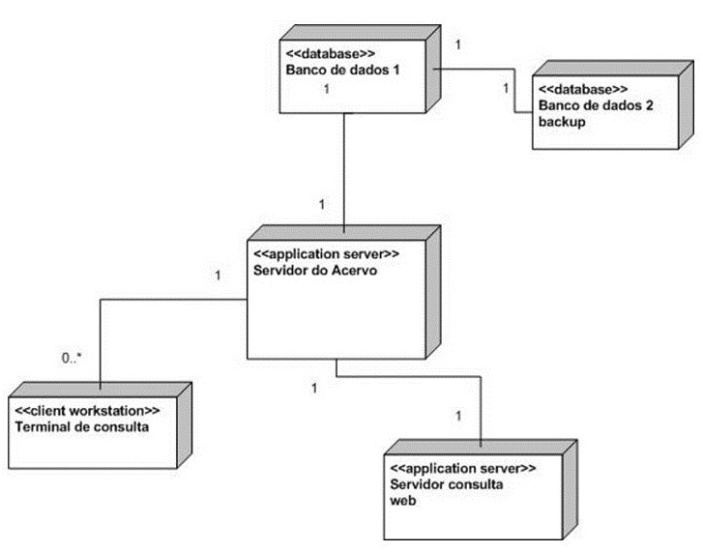 <<database>>
Banco de dados 1
1
1
1
<<database>>
Banco de dados 2
backup
1
<<application server>>
Servidor do Acervo
1
0..*
<<client workstation>>
Terminal de consulta
1
1
<<application server>>
Servidor consulta
web